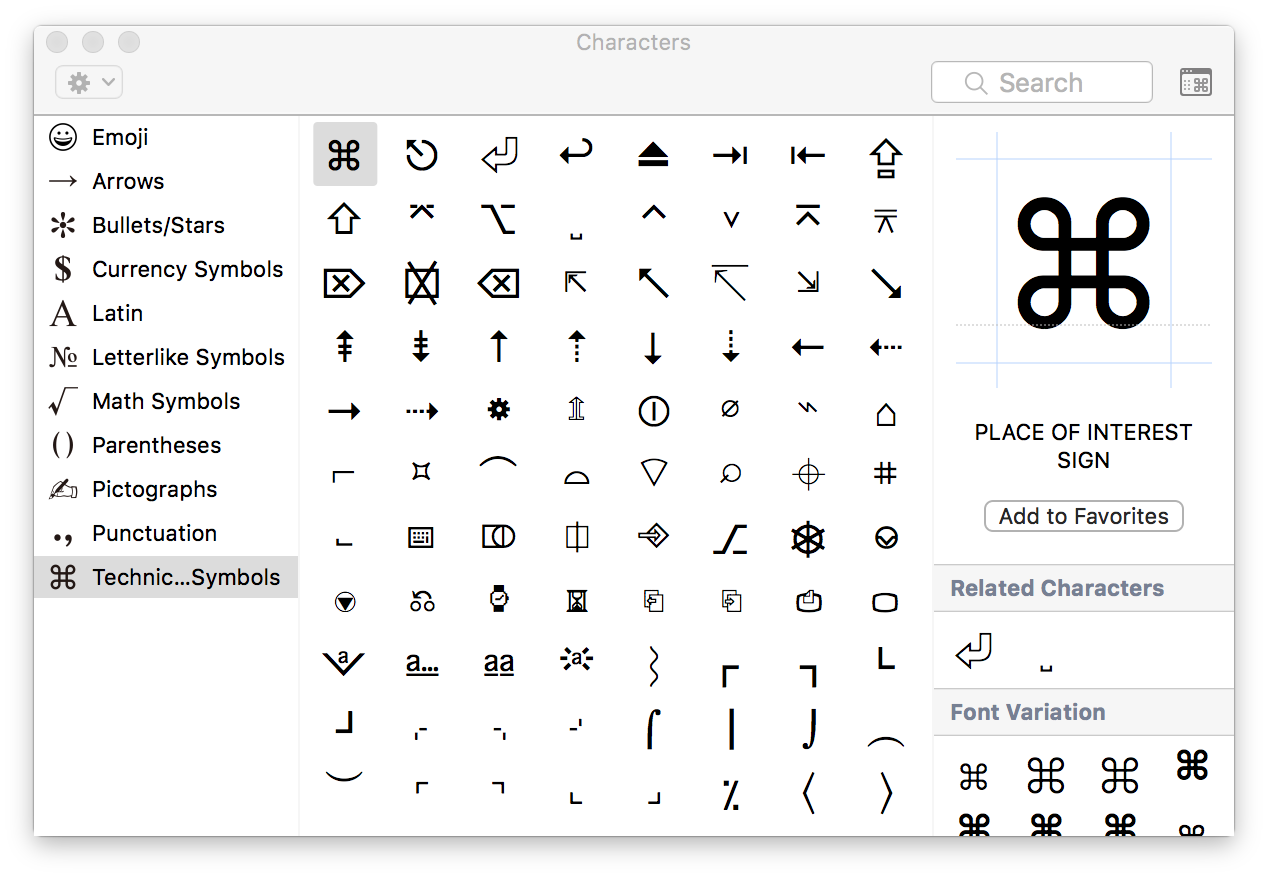 Characters
Search
Emoji
Arrows
Bullets/Stars
Currency Symbols
Latin
Letterlike Symbols
Math Symbols
Parentheses
Pictographs
Punctuation
Technic...Symbols
PLACE OF INTEREST
SIGN
Add to Favorites
Related Characters
Font Variation